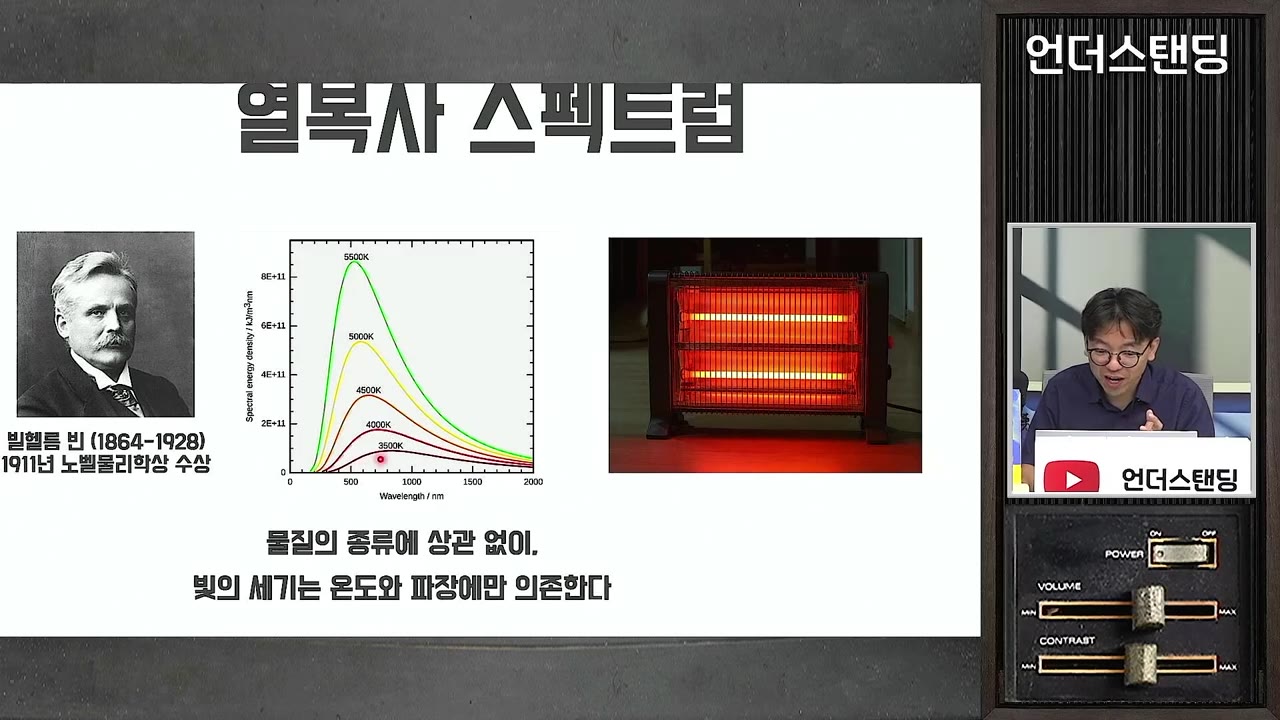 열복사 스펙트럼
언더스탠딩
5500K
8E+11
5000K
6E+11
4500K
4E+11
4000K
2E+11
3500K
0
0 500 1000 1500 2000
Wavelength / nm
Spectral energy density / kJ/m³nm
빌헬름 빈 (1864-1928)
1911년 노벨물리학상 수상
물질의 종류에 상관 없이,
빛의 세기는 온도와 파장에만 의존한다
언더스탠딩
ON OFF
POWER
VOLUME
MIN MAX
CONTRAST
MIN MAX